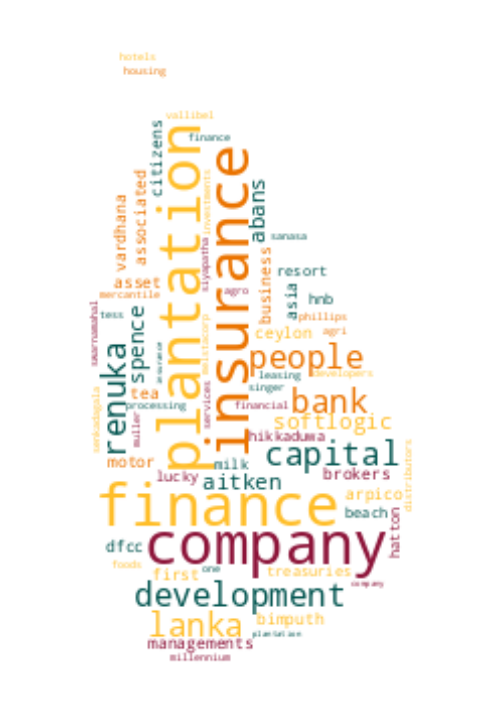 hotels
housing
vallibel
citizens
finance
plantation
insurance
abans
associated
vardhana
investments
siyapatha
sanasa
business
resort
asset
agro
asia
hnb
mercantile
phillips
swarnamahal
tess
spence
ceylon
agri
renuka
insurance
melstacorp
people
leasing
developers
singer
tea
processing
services
financial
bank
sankadagala
muller
softlogic
hikkaduwa
capital
distributors
motor
milk
lucky
aitken
brokers
finance
arpico
beach
hatton
dfcc
company
foods
first
one
treasuries
company
development
lanka
bimputh
plantation
managements
millennium